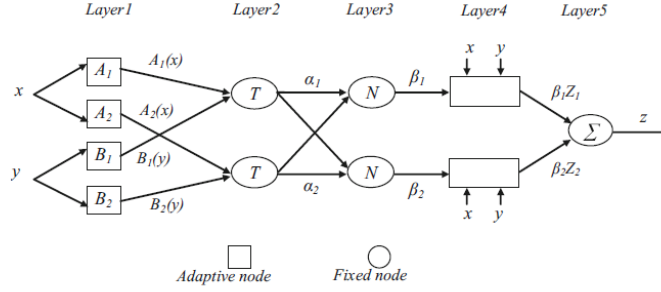 Layer1 Layer2 Layer3 Layer4 Layer5
A1 A1(x) T α1 N β1 x y β1Z1
x
A2 A2(x) Σ z
B1 B1(y)
y
B2 B2(y) T α2 N β2 x y β2Z2
Adaptive node Fixed node